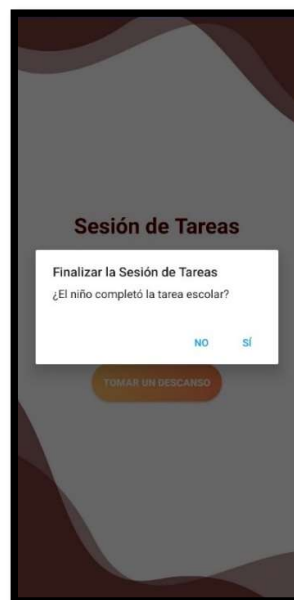 Sesión de Tareas
Finalizar la Sesión de Tareas
¿El niño completó la tarea escolar?
NO SÍ
TOMAR UN DESCANSO